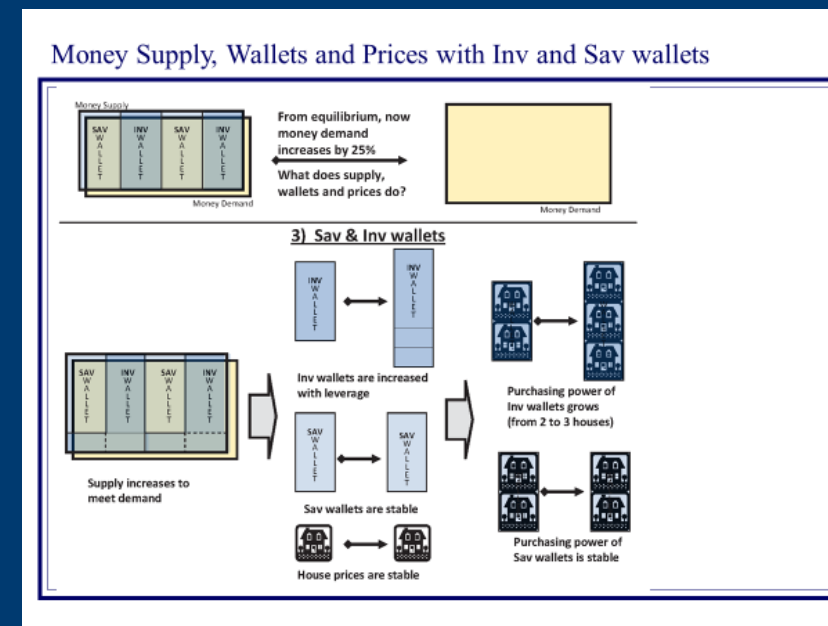 Money Supply, Wallets and Prices with Inv and Sav wallets
Money Supply
SAV WALLET
INV WALLET
SAV WALLET
INV WALLET
Money Demand
From equilibrium, now
money demand
increases by 25%
What does supply,
wallets and prices do?
Money Demand
3) Sav & Inv wallets
SAV WALLET
INV WALLET
SAV WALLET
INV WALLET
Supply increases to
meet demand
INV WALLET
INV WALLET
Inv wallets are increased
with leverage
SAV WALLET
SAV WALLET
Sav wallets are stable
House prices are stable
Purchasing power of
Inv wallets grows
(from 2 to 3 houses)
Purchasing power of
Sav wallets is stable